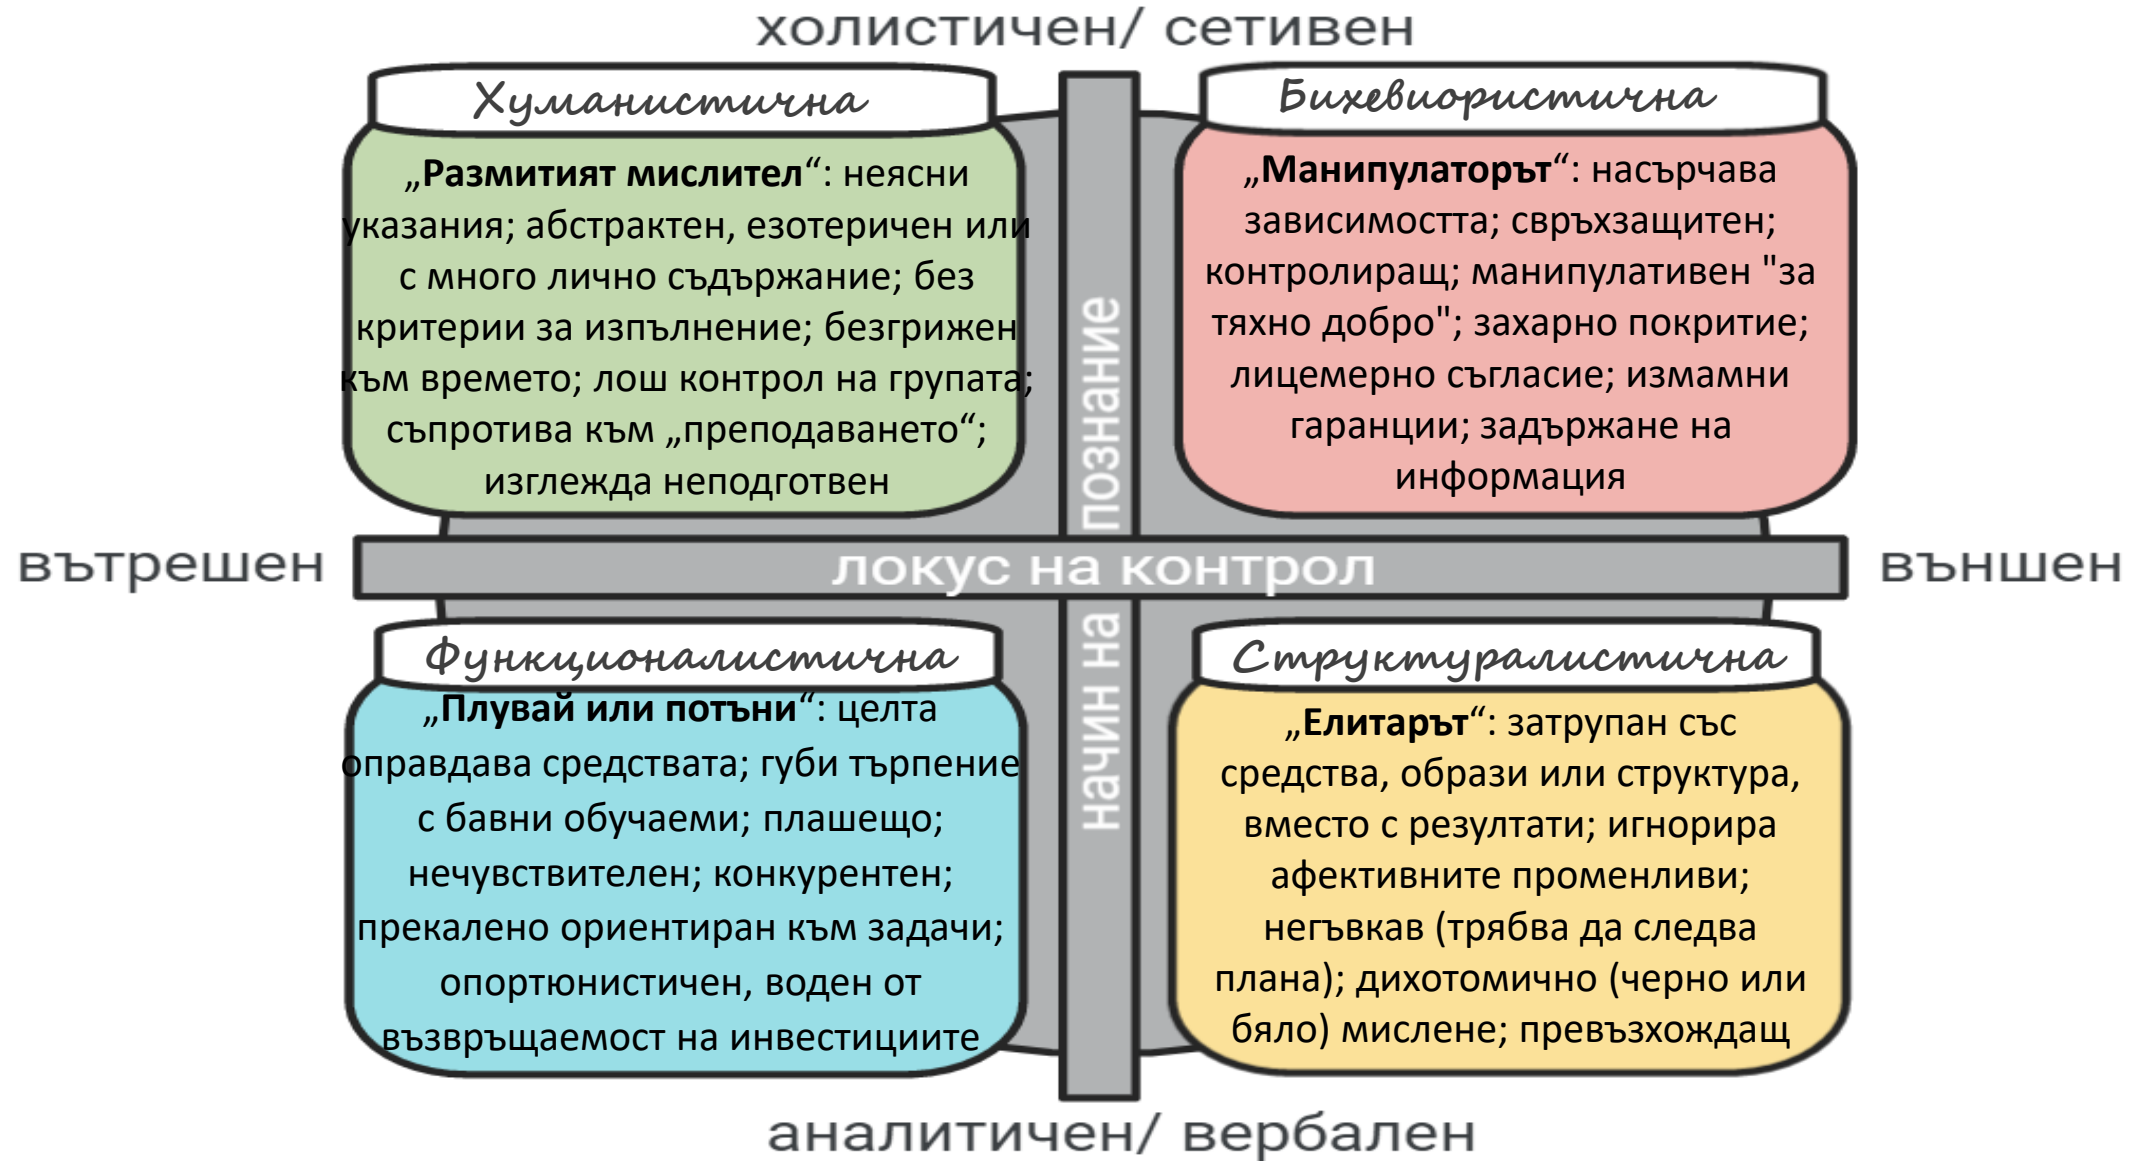 холистичен/ сетивен
Хуманистична
„Размитият мислител“: неясни
указания; абстрактен, езотеричен или
с много лично съдържание; без
критерии за изпълнение; безгрижен
към времето; лош контрол на групата;
съпротива към „преподаването“;
изглежда неподготвен
Бихевиористична
„Манипулаторът“: насърчава
зависимостта; свръхзащитен;
контролиращ; манипулативен "за
тяхно добро"; захарно покритие;
лицемерно съгласие; измамни
гаранции; задържане на
информация
вътрешен
локус на контрол
външен
начин на познание
Функционалистична
„Плувай или потъни“: целта
оправдава средствата; губи търпение
с бавни обучаеми; плашещо;
нечувствителен; конкурентен;
прекалено ориентиран към задачи;
опортюнистичен, воден от
възвръщаемост на инвестициите
Структуралистична
„Елитарът“: затрупан със
средства, образи или структура,
вместо с резултати; игнорира
афективните променливи;
негъвкав (трябва да следва
плана); дихотомично (черно или
бяло) мислене; превъзхождащ
аналитичен/ вербален